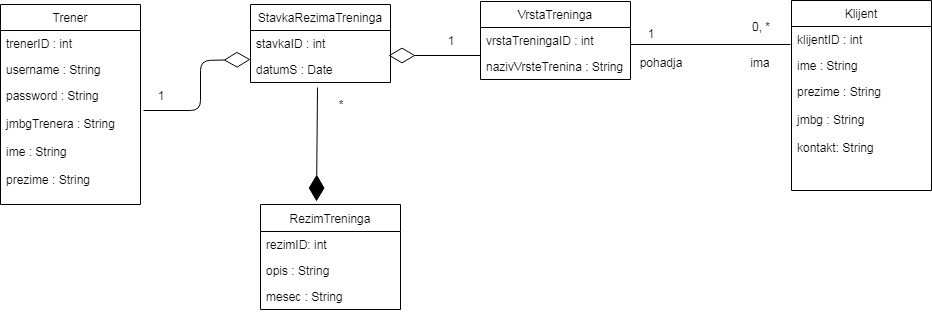 Trener
trenerID : int
username : String
password : String
jmbgTrenera : String
ime : String
prezime : String
1
StavkaRezimaTreninga
stavkaID : int
datumS : Date
*
1
VrstaTreninga
vrstaTreningaID : int
nazivVrsteTrenina : String
1
pohadja
0, *
ima
Klijent
klijentID : int
ime : String
prezime : String
jmbg : String
kontakt: String
RezimTreninga
rezimID: int
opis : String
mesec : String